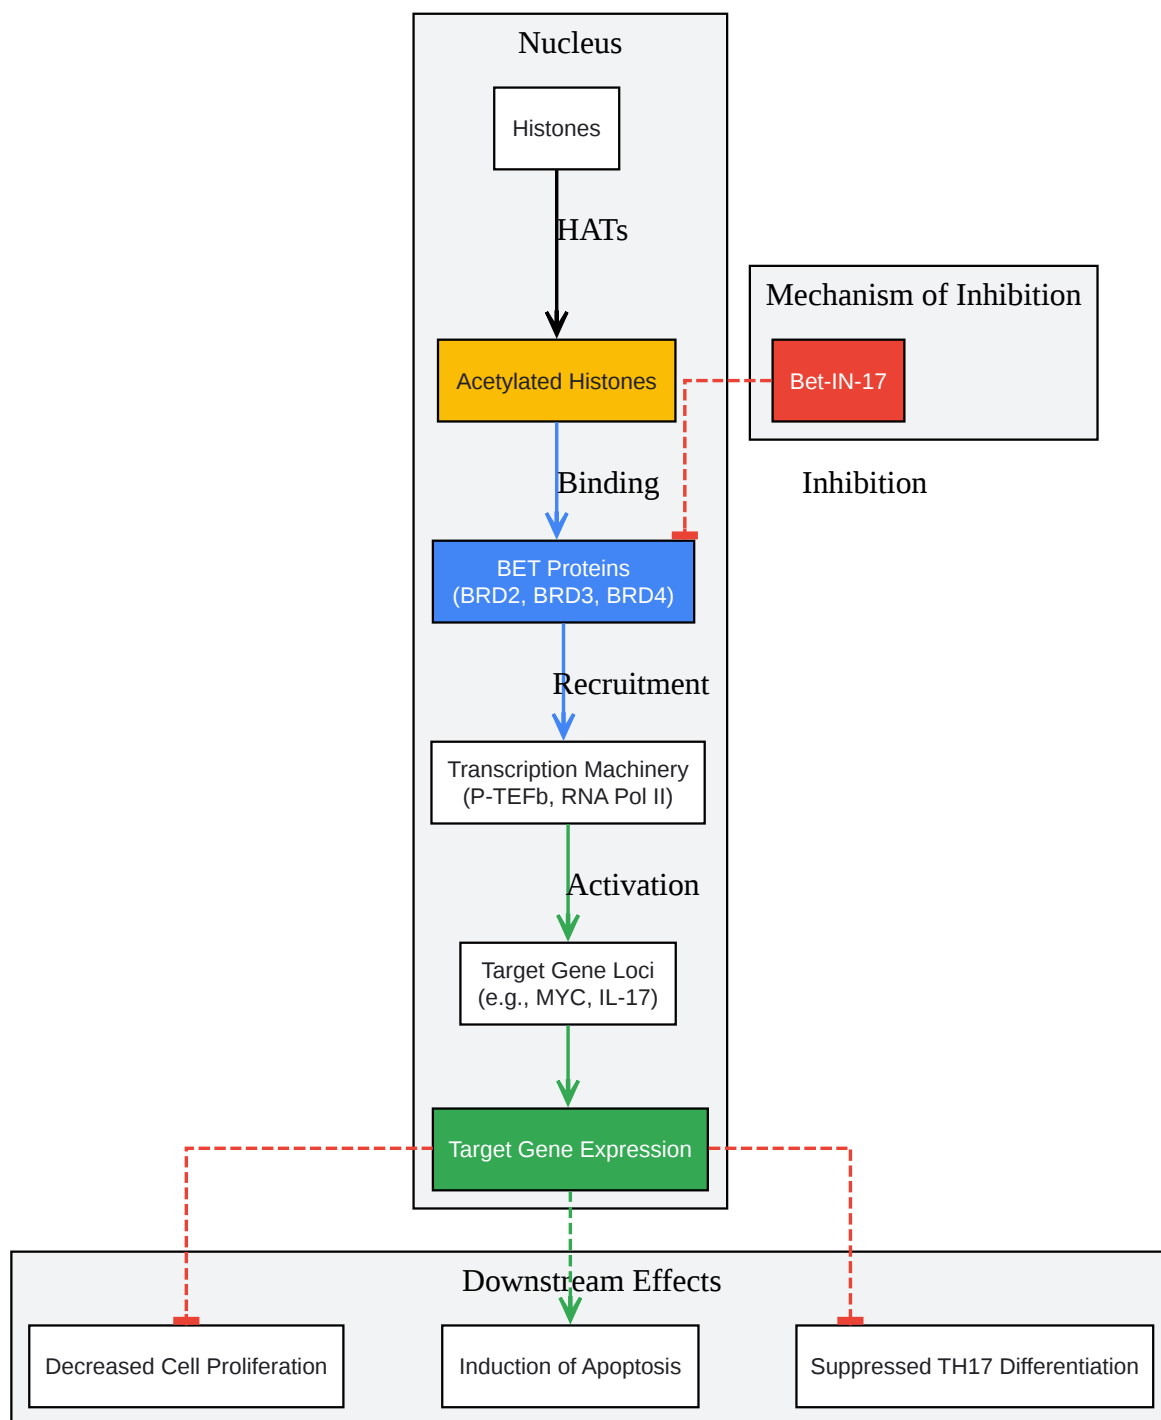 Nucleus
Histones
HATs
Mechanism of Inhibition
Acetylated Histones
Bet-IN-17
Binding
Inhibition
BET Proteins
(BRD2, BRD3, BRD4)
Recruitment
Transcription Machinery
(P-TEFb, RNA Pol II)
Activation
Target Gene Loci
(e.g., MYC, IL-17)
Target Gene Expression
Downstream Effects
Decreased Cell Proliferation
Induction of Apoptosis
Suppressed TH17 Differentiation